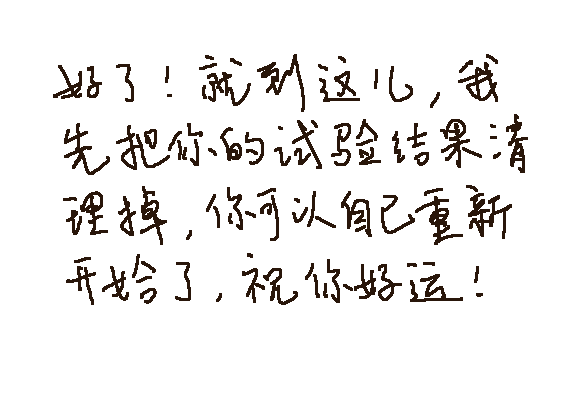 好了！就到这儿，我
先把你的试验结果清
理掉，你可以自己重新
开始了，祝你好运！